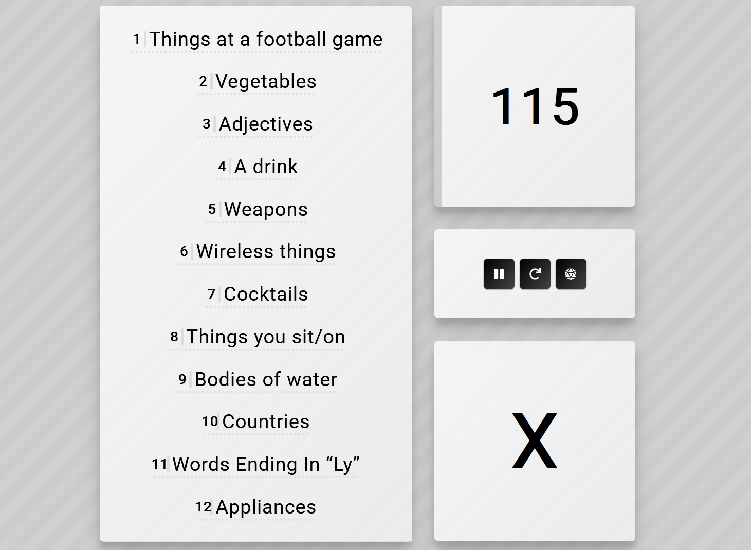 1 Things at a football game
2 Vegetables
3 Adjectives
4 A drink
5 Weapons
6 Wireless things
7 Cocktails
8 Things you sit/on
9 Bodies of water
10 Countries
11 Words Ending In “Ly”
12 Appliances
115
X